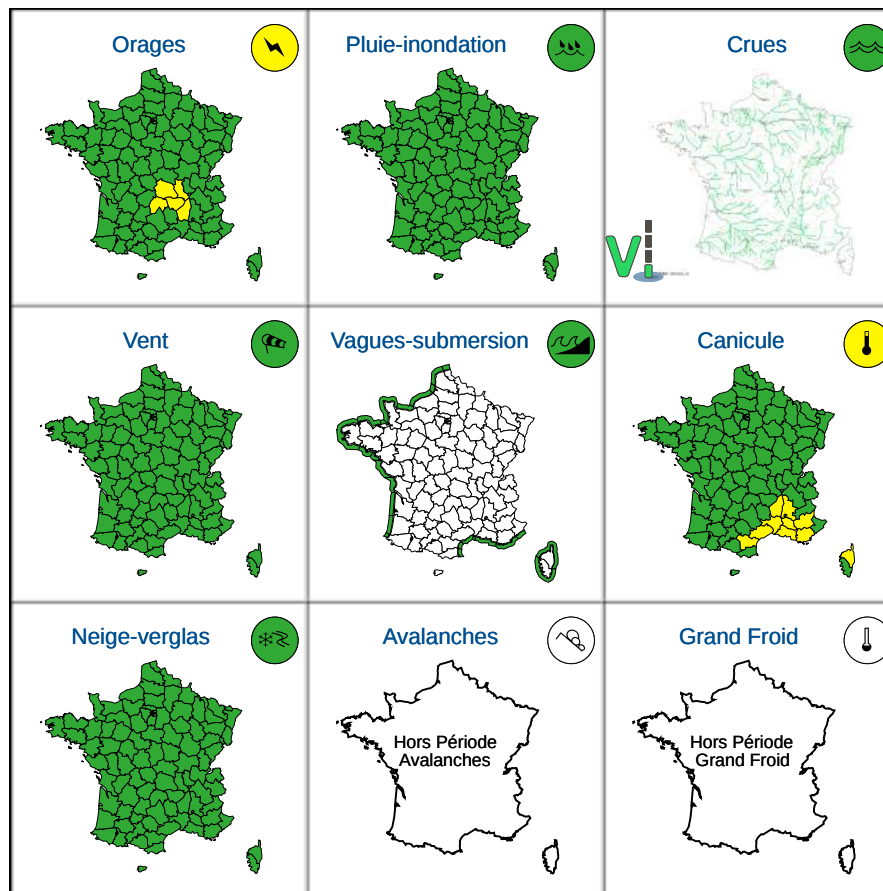 Orages
Pluie-inondation
Crues
Vi
Vent
Vagues-submersion
Canicule
Neige-verglas
Avalanches
Grand Froid
Hors Période
Avalanches
Hors Période
Grand Froid